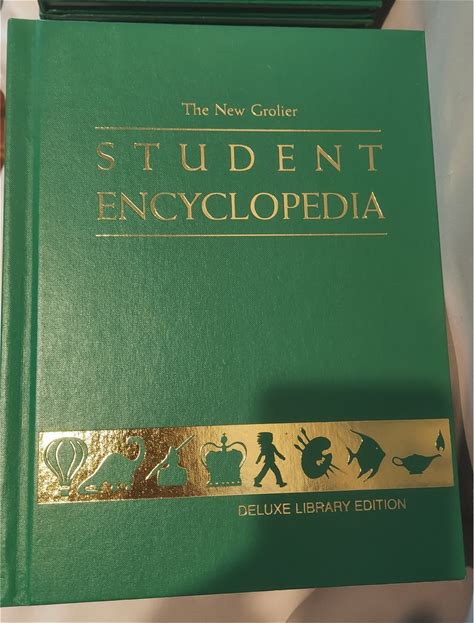 The New Grolier
STUDENT
ENCYCLOPEDIA
DELUXE LIBRARY EDITION